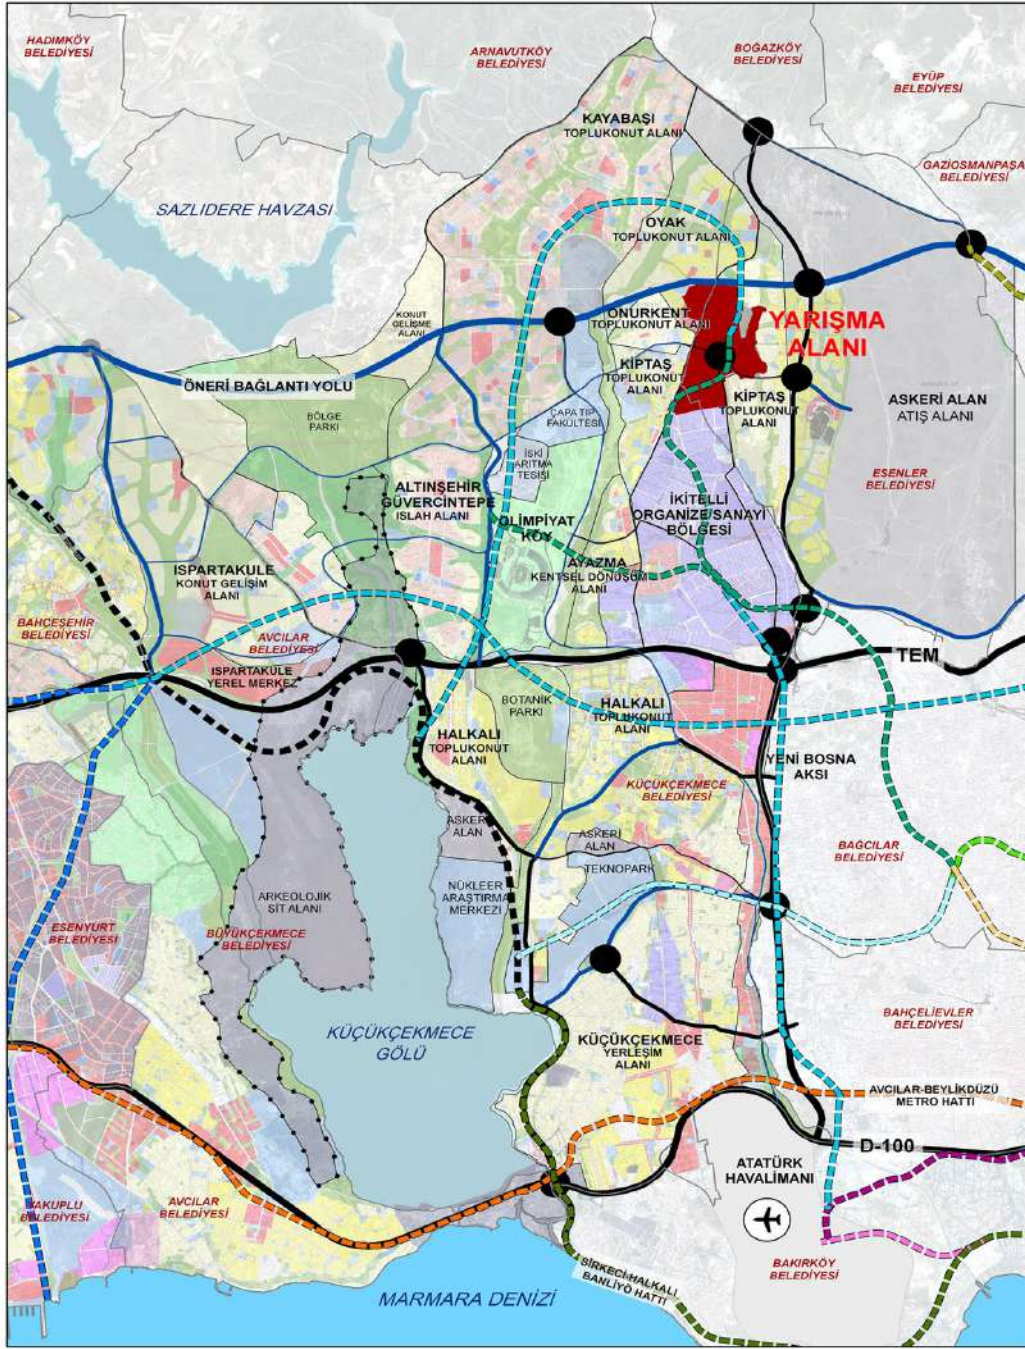 HADIMKÖY
BELEDİYESİ
ARNAVUTKÖY
BELEDİYESİ
BOĞAZKÖY
BELEDİYESİ
EYÜP
BELEDİYESİ
GAZİOSMANPAŞA
BELEDİYESİ
KAYABAŞI
TOPLUKONUT ALANI
SAZLIDERE HAVZASI
OYAK
TOPLUKONUT ALANI
KONUT
GELİŞME
ALANI
ONURKENT
TOPLUKONUT ALANI
YARIŞMA
ALANI
ÖNERİ BAĞLANTI YOLU
KİPTAŞ
TOPLUKONUT
ALANI
KİPTAŞ
TOPLUKONUT
ALANI
ASKERİ ALAN
ATIŞ ALANI
BÖLGE
PARKI
ÇAPA TIP
FAKÜLTESİ
İSKİ
ARITMA
TESİSİ
ESENLER
BELEDİYESİ
ALTINŞEHİR
GÜVERCİNTEPE
ISLAH ALANI
İKİTELLİ
ORGANİZE SANAYİ
BÖLGESİ
OLİMPİYAT
KÖY
AYAZMA
KENTSEL DÖNÜŞÜM
ALANI
ISPARTAKULE
KONUT GELİŞİM
ALANI
BAHÇEŞEHİR
BELEDİYESİ
AVCILAR
BELEDİYESİ
TEM
ISPARTAKULE
YEREL MERKEZ
BOTANİK
PARKI
HALKALI
TOPLUKONUT
ALANI
HALKALI
TOPLUKONUT
ALANI
YENİ BOSNA
AKSI
KÜÇÜKÇEKMECE
BELEDİYESİ
ASKERİ
ALAN
ASKERİ
ALAN
BAĞCILAR
BELEDİYESİ
TEKNOPARK
NÜKLEER
ARAŞTIRMA
MERKEZİ
ARKEOLOJİK
SİT ALANI
ESENYURT
BELEDİYESİ
BÜYÜKÇEKMECE
BELEDİYESİ
BAHÇELİEVLER
BELEDİYESİ
KÜÇÜKÇEKMECE
GÖLÜ
KÜÇÜKÇEKMECE
YERLEŞİM
ALANI
AVCILAR-BEYLİKDÜZÜ
METRO HATTI
D-100
ATATÜRK
HAVALİMANI
YAKUPLU
BELEDİYESİ
AVCILAR
BELEDİYESİ
BAKIRKÖY
BELEDİYESİ
SİRKECİ-HALKALI
BANLİYÖ HATTI
MARMARA DENİZİ